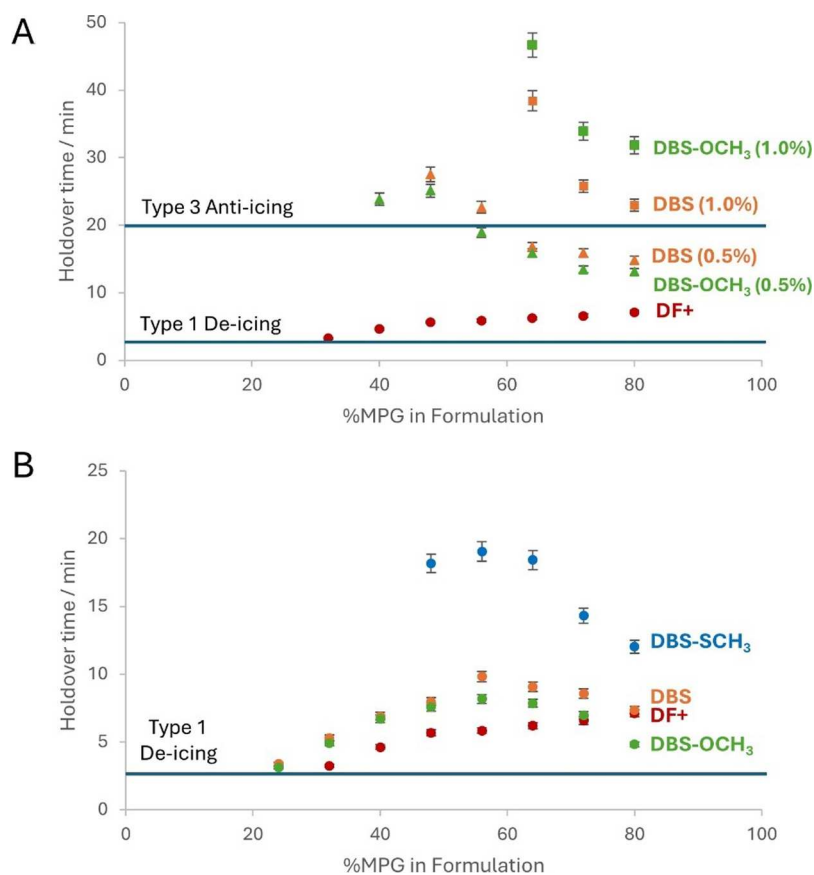 A
50
40
30
20
10
0
Holdover time / min
Type 3 Anti-icing
Type 1 De-icing
DBS-OCH₃ (1.0%)
DBS (1.0%)
DBS (0.5%)
DBS-OCH₃ (0.5%)
DF+
0 20 40 60 80 100
%MPG in Formulation
B
25
20
15
10
5
0
Holdover time / min
Type 1
De-icing
DBS-SCH₃
DBS
DF+
DBS-OCH₃
0 20 40 60 80 100
%MPG in Formulation